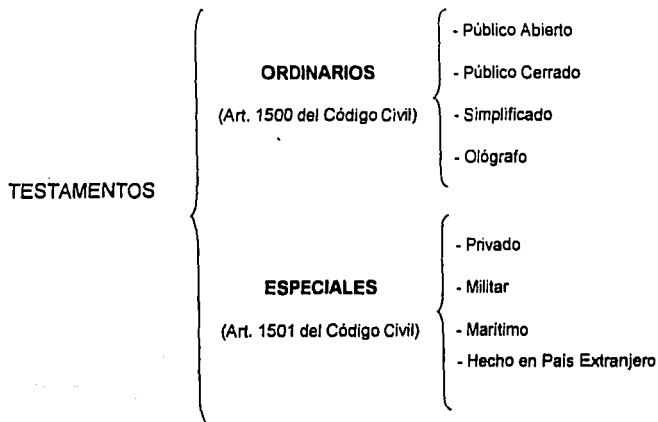 TESTAMENTOS
ORDINARIOS
(Art. 1500 del Código Civil)
- Público Abierto
- Público Cerrado
- Simplificado
- Ológrafo
ESPECIALES
(Art. 1501 del Código Civil)
- Privado
- Militar
- Marítimo
- Hecho en País Extranjero